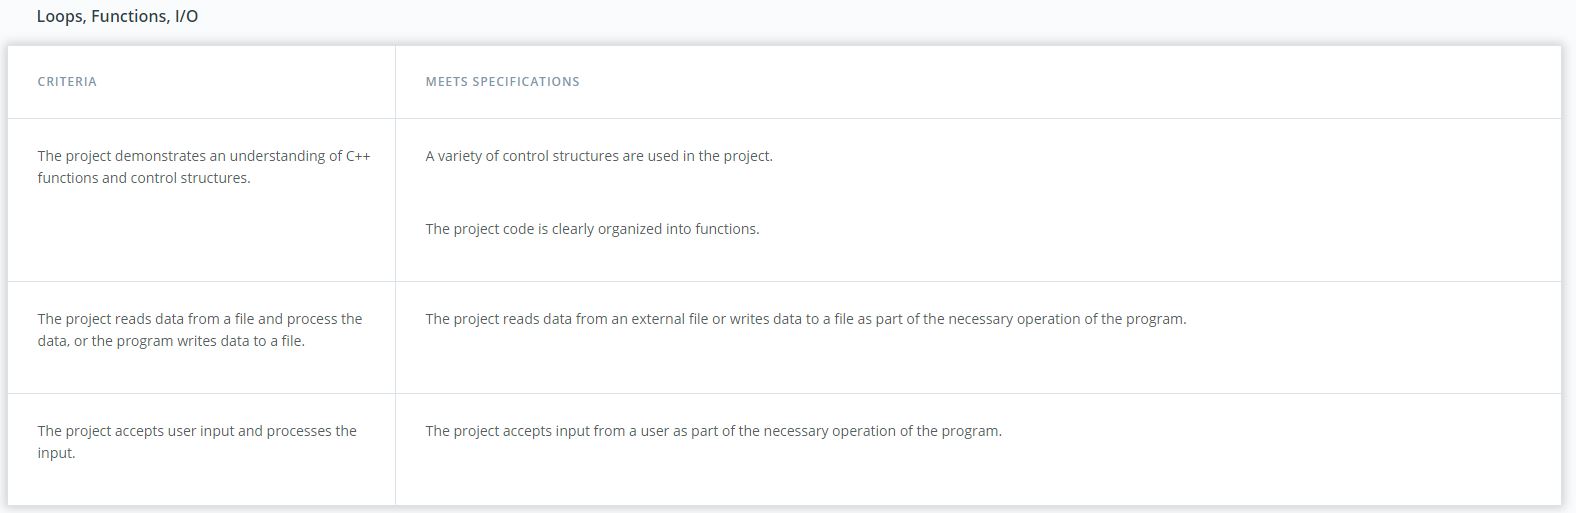 Loops, Functions, I/O
CRITERIA
MEETS SPECIFICATIONS
The project demonstrates an understanding of C++
functions and control structures.
A variety of control structures are used in the project.
The project code is clearly organized into functions.
The project reads data from a file and process the
data, or the program writes data to a file.
The project reads data from an external file or writes data to a file as part of the necessary operation of the program.
The project accepts user input and processes the
input.
The project accepts input from a user as part of the necessary operation of the program.